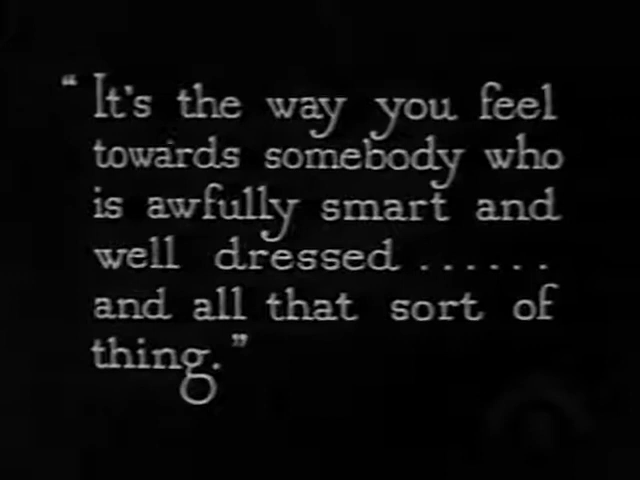 “It's the way you feel
towards somebody who
is awfully smart and
well dressed ......
and all that sort of
thing.”